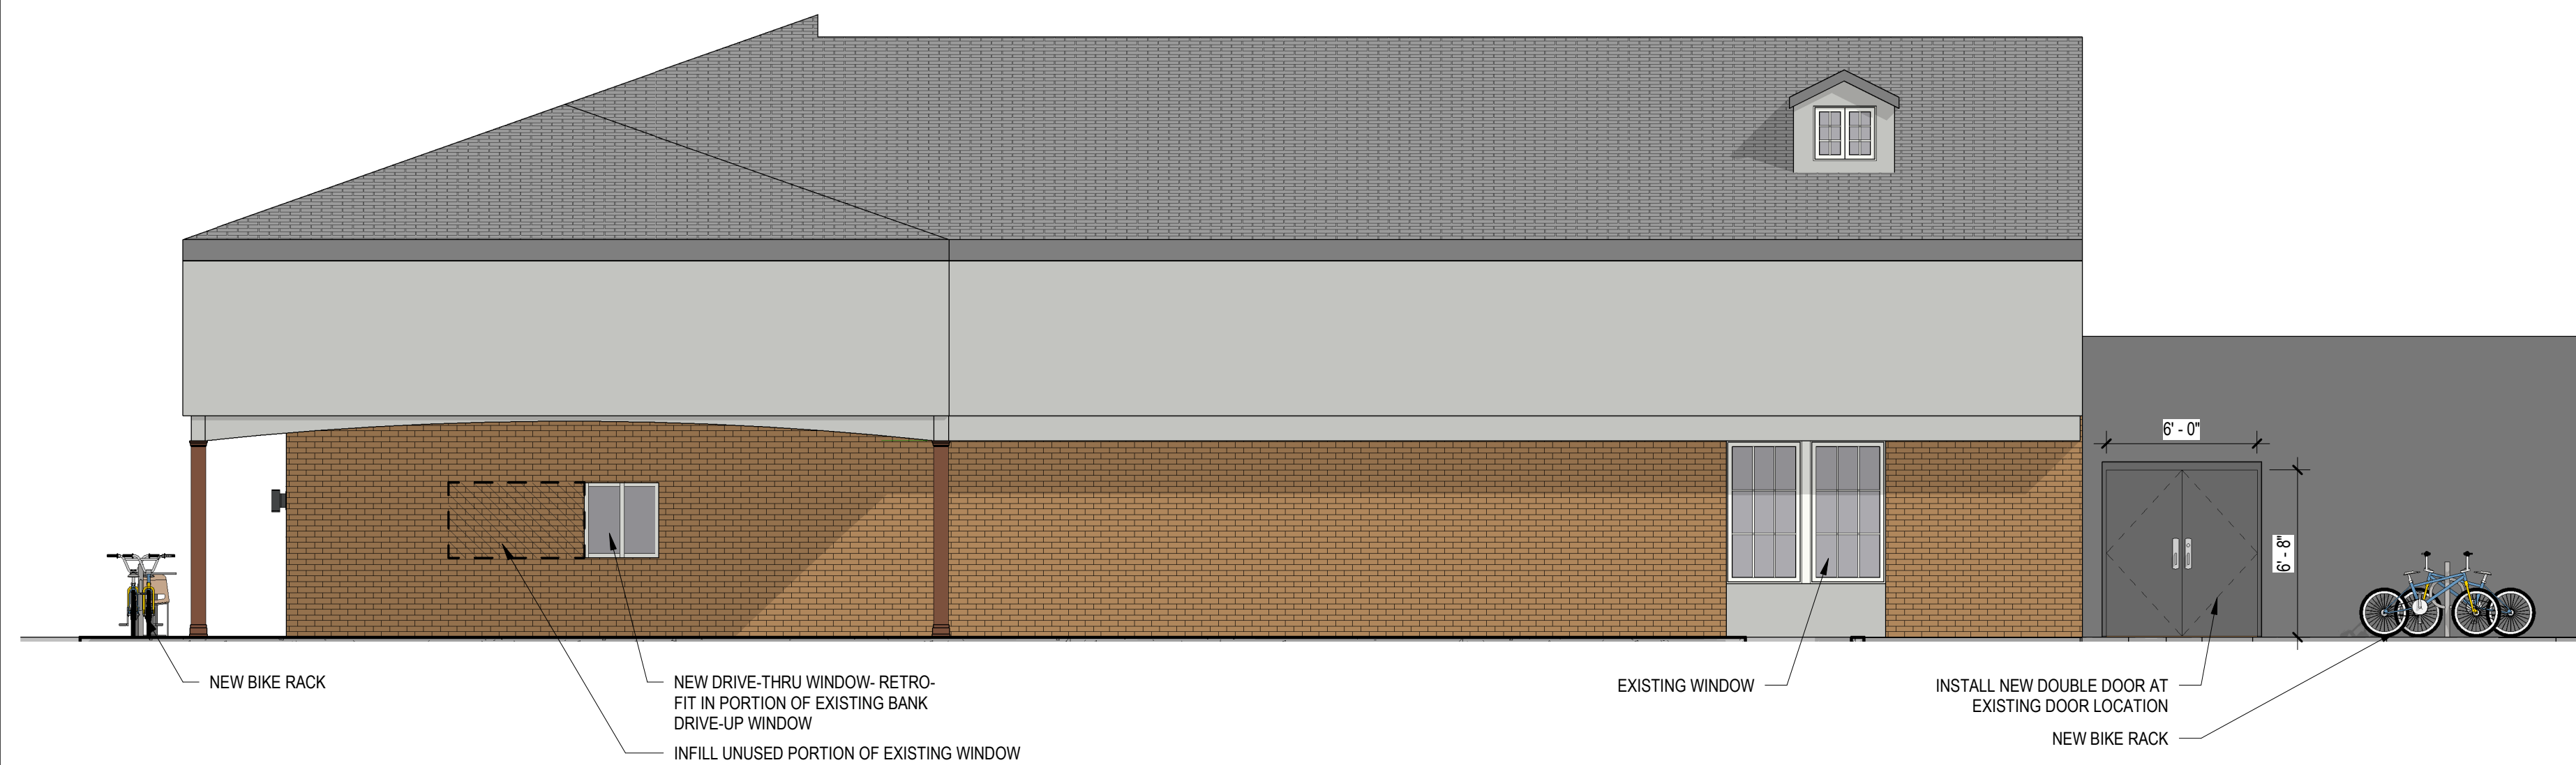 6' - 0"
6' - 8"
NEW BIKE RACK
NEW DRIVE-THRU WINDOW- RETRO-
FIT IN PORTION OF EXISTING BANK
DRIVE-UP WINDOW
INFILL UNUSED PORTION OF EXISTING WINDOW
EXISTING WINDOW
INSTALL NEW DOUBLE DOOR AT
EXISTING DOOR LOCATION
NEW BIKE RACK